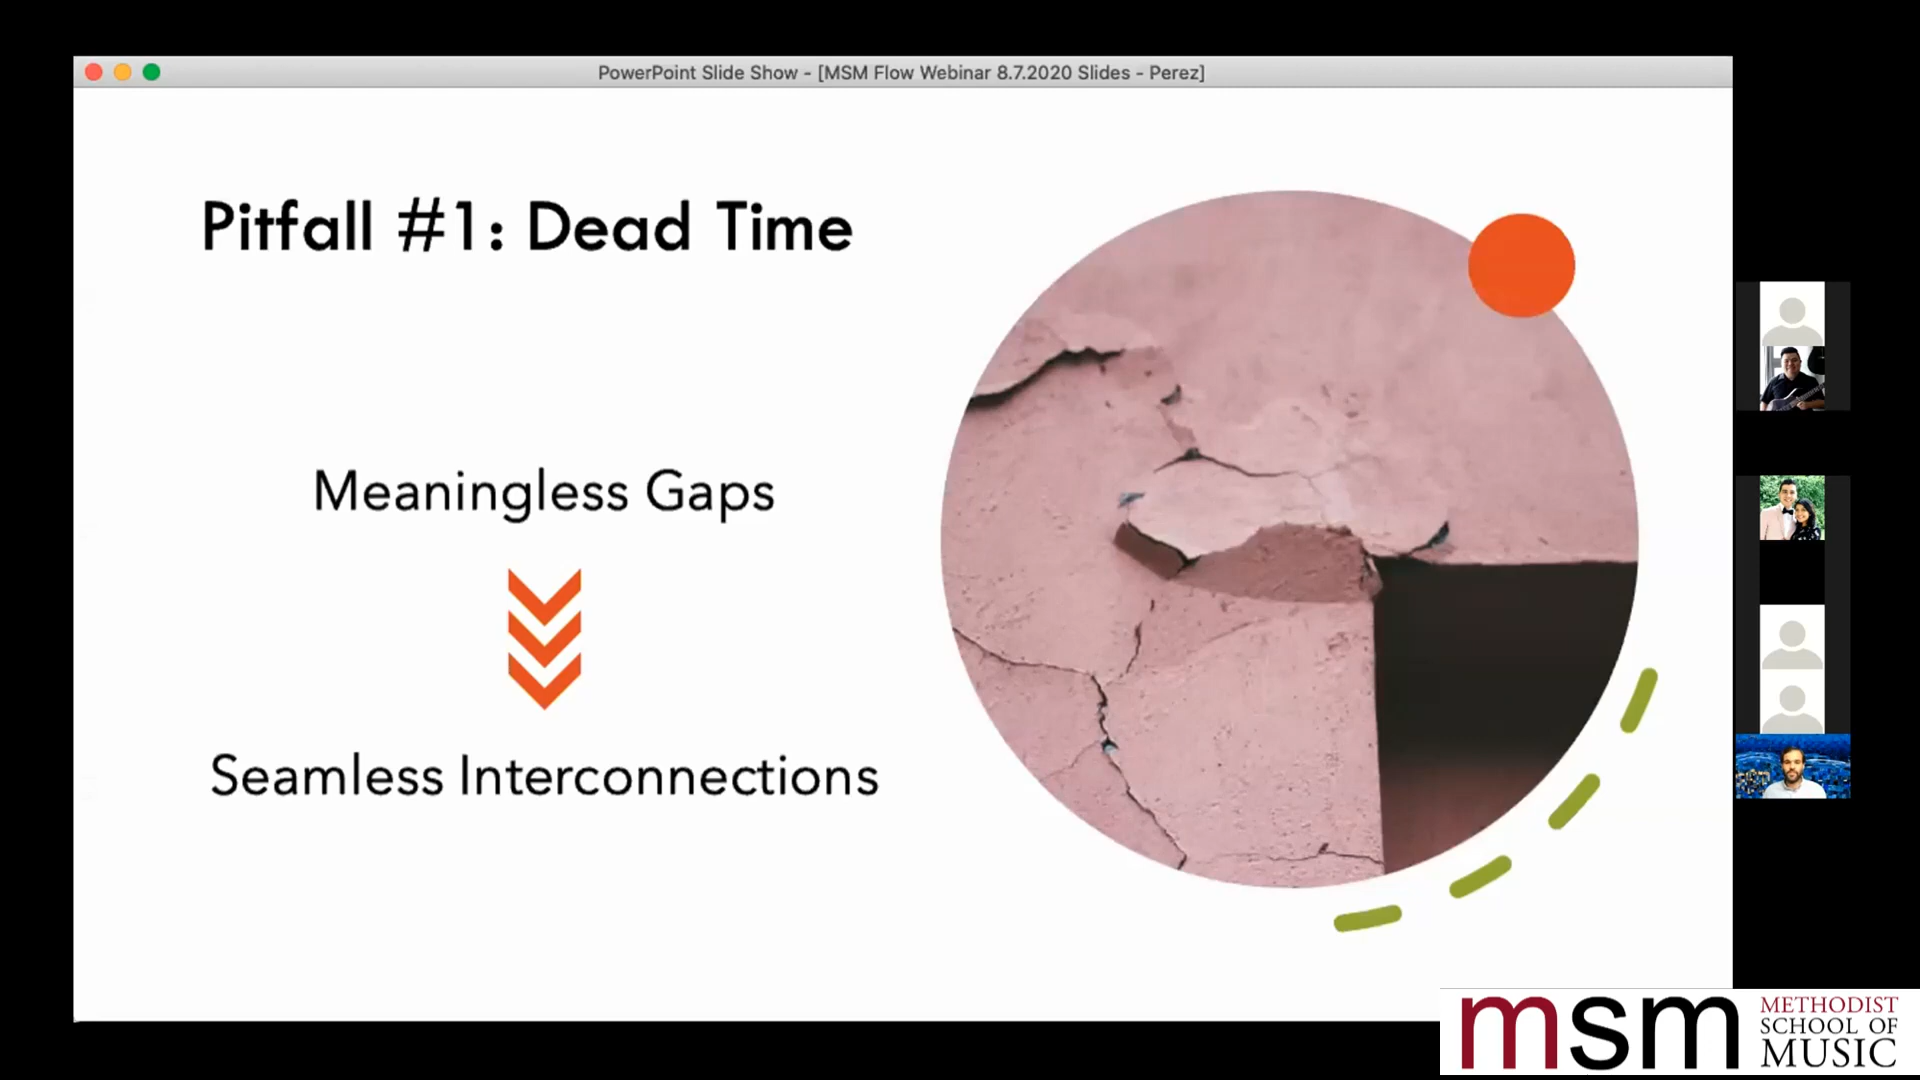 PowerPoint Slide Show - [MSM Flow Webinar 8.7.2020 Slides - Perez]
Pitfall #1: Dead Time
Meaningless Gaps
Seamless Interconnections
msm
METHODIST
SCHOOL OF
MUSIC